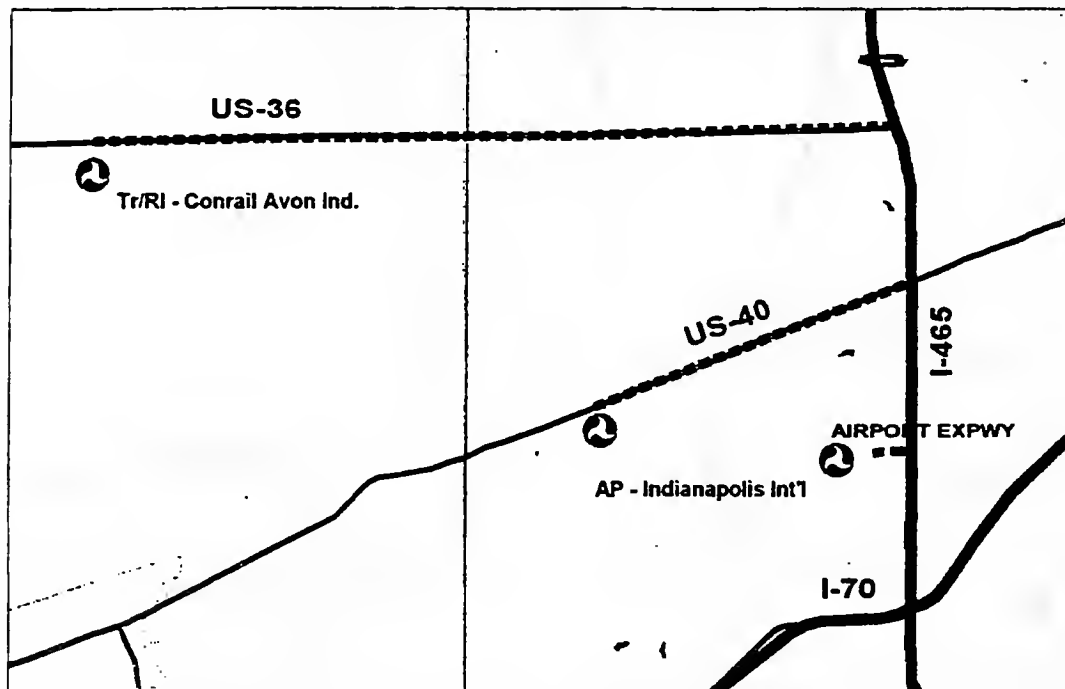 US-36
Tr/RI - Conrail Avon Ind.
US-40
I-465
AIRPORT EXPWY
AP - Indianapolis Int'l
I-70